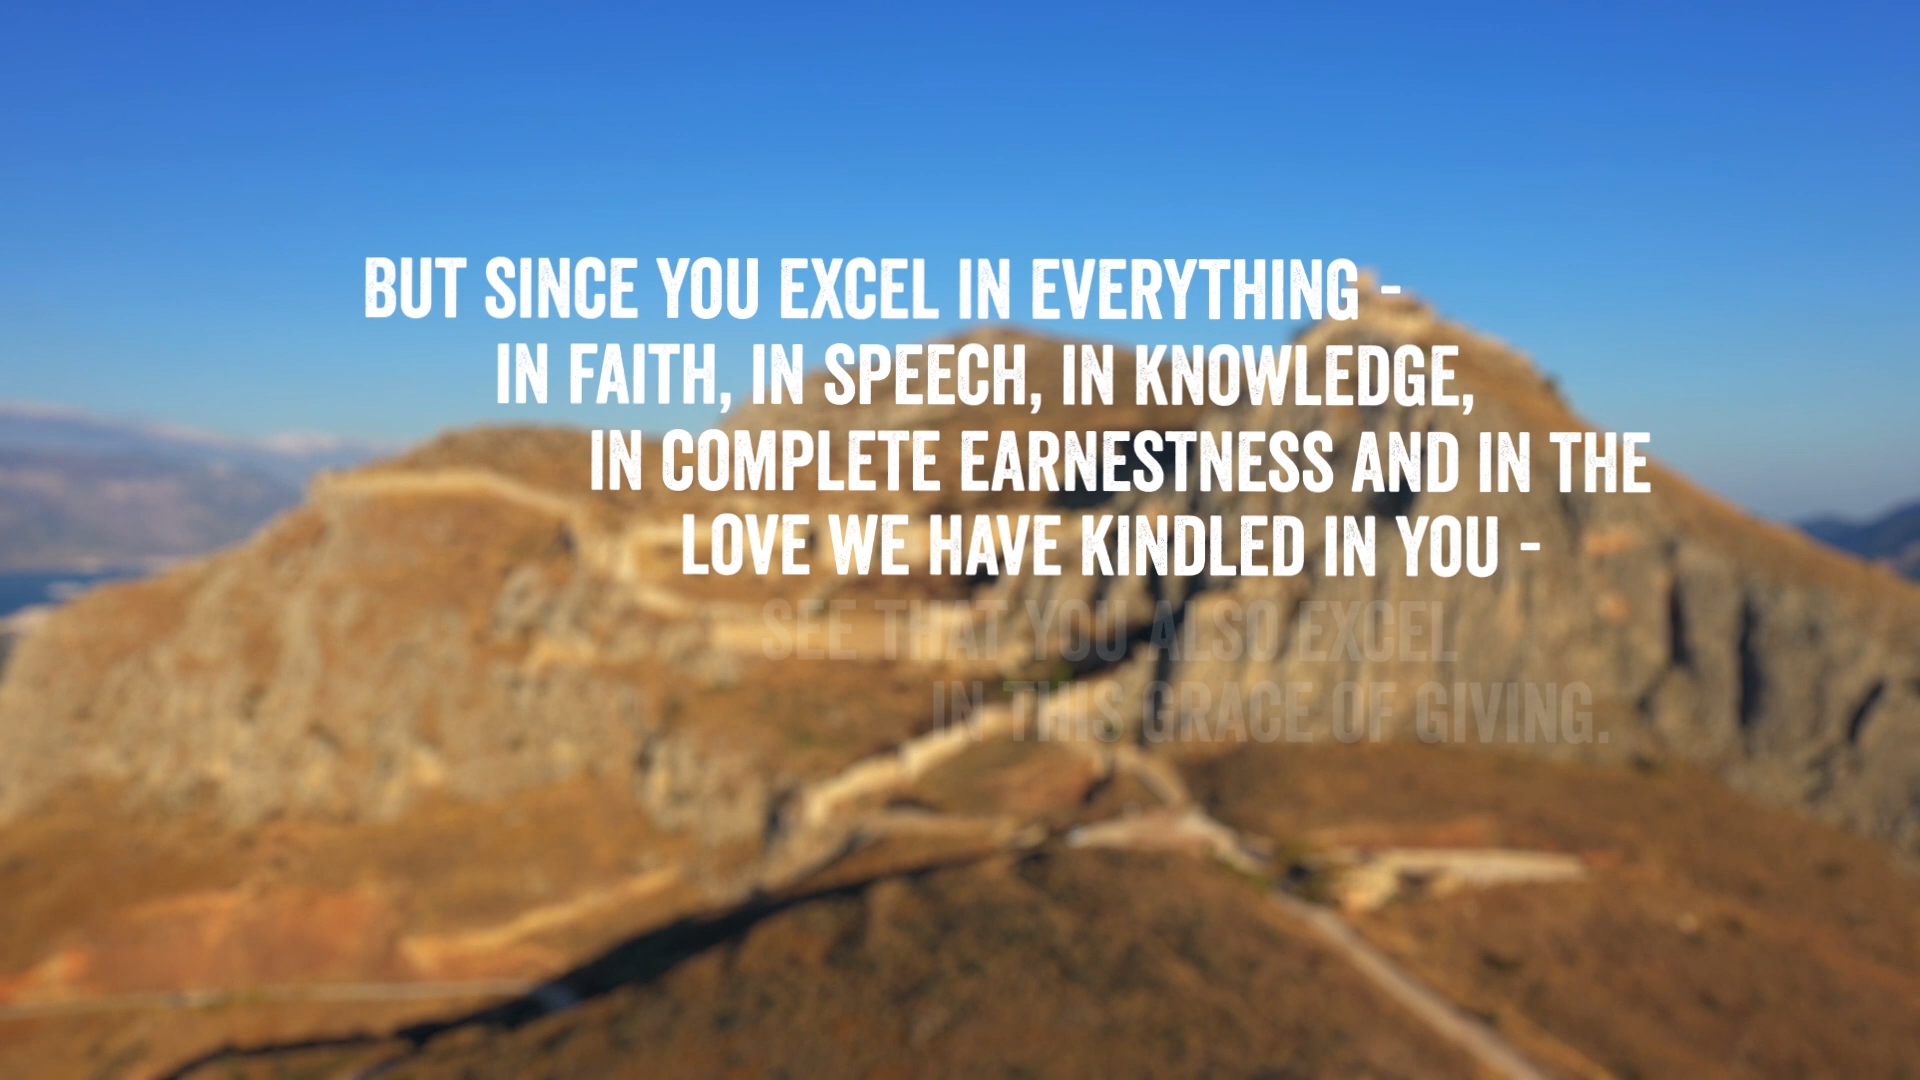 BUT SINCE YOU EXCEL IN EVERYTHING -
IN FAITH, IN SPEECH, IN KNOWLEDGE,
IN COMPLETE EARNESTNESS AND IN THE
LOVE WE HAVE KINDLED IN YOU -
SEE THAT YOU ALSO EXCEL
IN THIS GRACE OF GIVING.